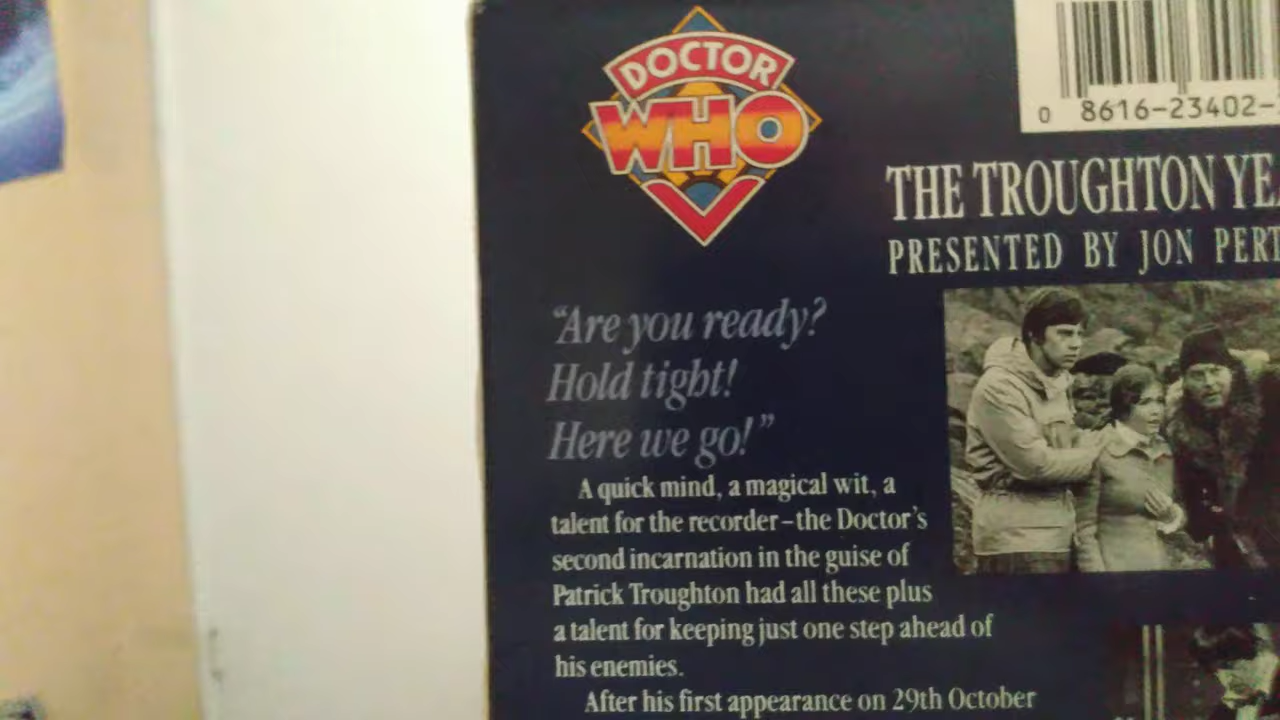 DOCTOR
WHO
0 8616-23402-
THE TROUGHTON
PRESENTED BY JON
“Are you ready?
Hold tight!
Here we go!”
A quick mind, a magical wit, a
talent for the recorder–the Doctor's
second incarnation in the guise of
Patrick Troughton had all these plus
a talent for keeping just one step ahead of
his enemies.
After his first appearance on 29th October